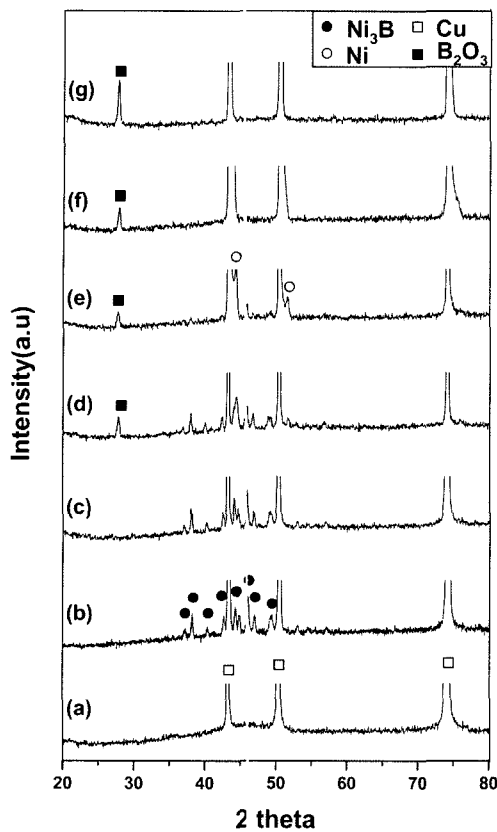 Ni₃B
Cu
Ni
B₂O₃
(g)
(f)
(e)
(d)
(c)
(b)
(a)
Intensity(a.u)
20 30 40 50 60 70 80
2 theta